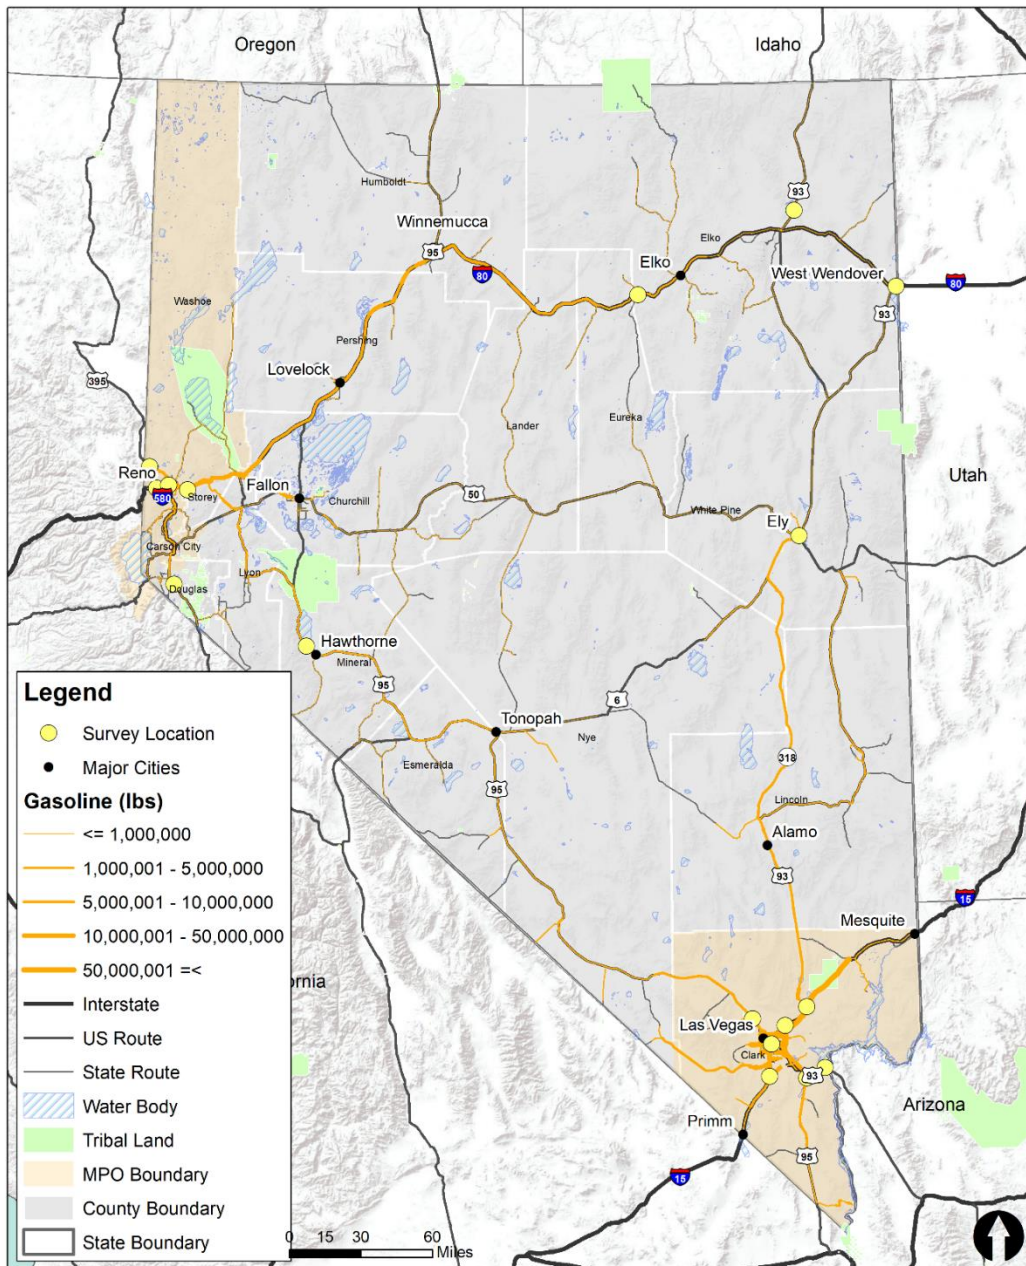 Oregon
Idaho
93
Humboldt
Winnemucca
95
Elko
Elko
80
West Wendover
80
93
Washoe
Pershing
Lovelock
395
Lander
Eureka
Utah
Reno
580
Storey
Fallon
Churchill
50
White Pine
Ely
Carson City
Lyon
Douglas
Hawthorne
Mineral
95
6
Tonopah
Nye
Esmeralda
95
318
Lincoln
Alamo
93
15
Mesquite
ornia
Las Vegas
Clark
93
Arizona
Primm
95
15
Legend
Survey Location
Major Cities
Gasoline (lbs)
<= 1,000,000
1,000,001 - 5,000,000
5,000,001 - 10,000,000
10,000,001 - 50,000,000
50,000,001 =<
Interstate
US Route
State Route
Water Body
Tribal Land
MPO Boundary
County Boundary
State Boundary
0 15 30 60
Miles